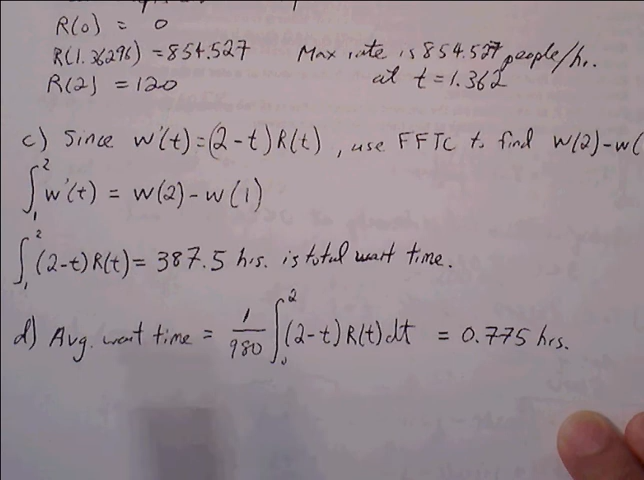 R(0) = 0
R(1.36296) = 854.527 Max rate is 854.527 people/hr.
R(2) = 120 at t = 1.362
c) Since w'(t) = (2-t)R(t), use FFTC to find w(2)-w(
∫₁² w'(t) = w(2) - w(1)
∫₁² (2-t)R(t) = 387.5 hrs. is total wait time.
d) Avg. wait time = 1/980 ∫₀² (2-t)R(t)dt = 0.775 hrs.